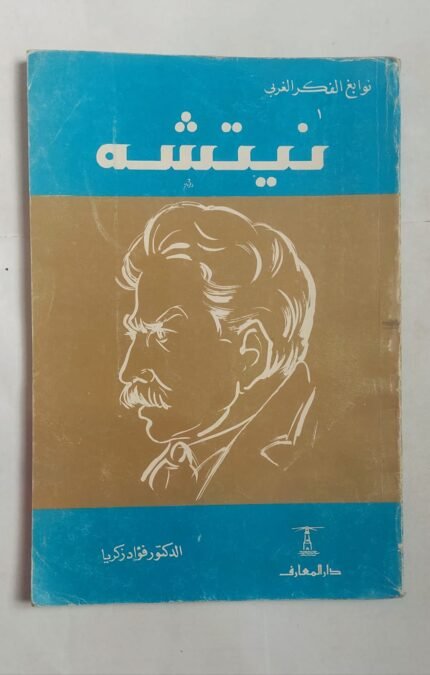 نوابغ الفكر الغربي
١
نيتشه
الدكتور فؤاد زكريا
دار المعارف